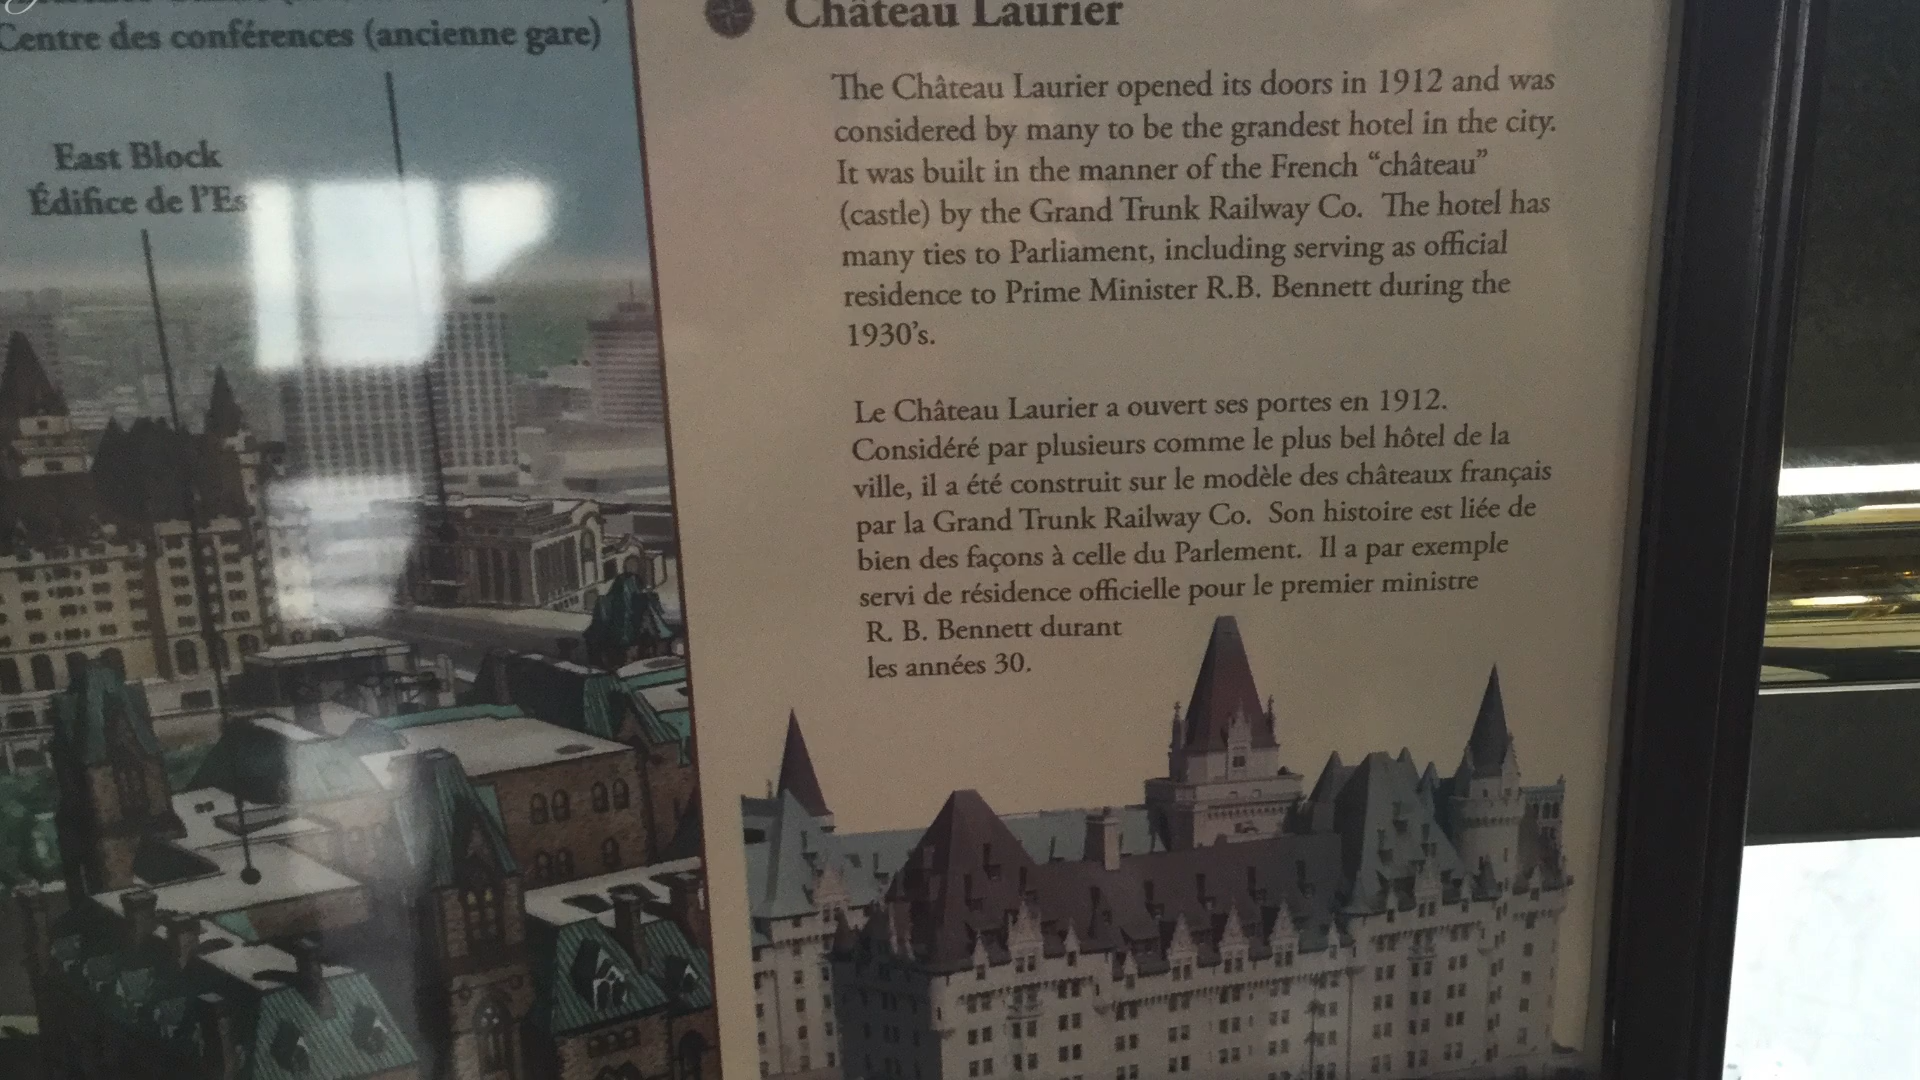 Centre des conférences (ancienne gare)
East Block
Édifice de l'Es
Château Laurier
The Château Laurier opened its doors in 1912 and was
considered by many to be the grandest hotel in the city.
It was built in the manner of the French “château”
(castle) by the Grand Trunk Railway Co. The hotel has
many ties to Parliament, including serving as official
residence to Prime Minister R.B. Bennett during the
1930’s.
Le Château Laurier a ouvert ses portes en 1912.
Considéré par plusieurs comme le plus bel hôtel de la
ville, il a été construit sur le modèle des châteaux français
par la Grand Trunk Railway Co. Son histoire est liée de
bien des façons à celle du Parlement. Il a par exemple
servi de résidence officielle pour le premier ministre
R. B. Bennett durant
les années 30.